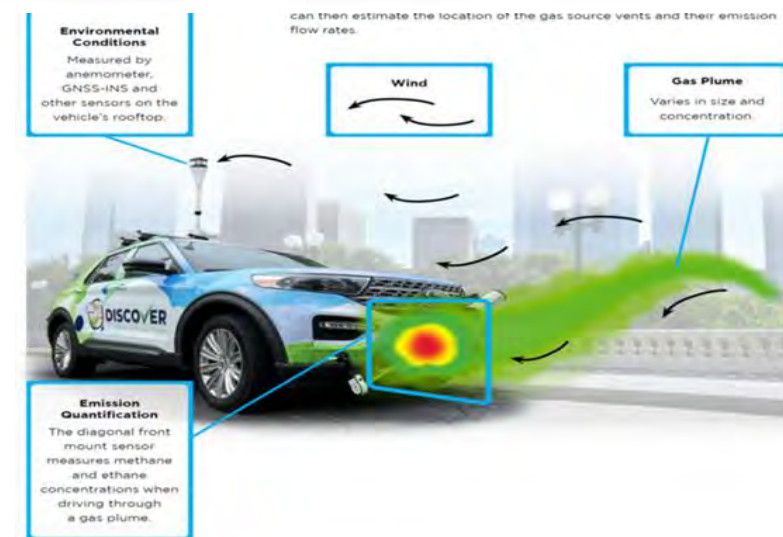 can then estimate the location of the gas source vents and their emission
flow rates.
Environmental
Conditions
Measured by
anemometer,
GNSS-INS and
other sensors on the
vehicle's rooftop.
Wind
Gas Plume
Varies in size and
concentration.
DISCOVER
Emission
Quantification
The diagonal front
mount sensor
measures methane
and ethane
concentrations when
driving through
a gas plume.